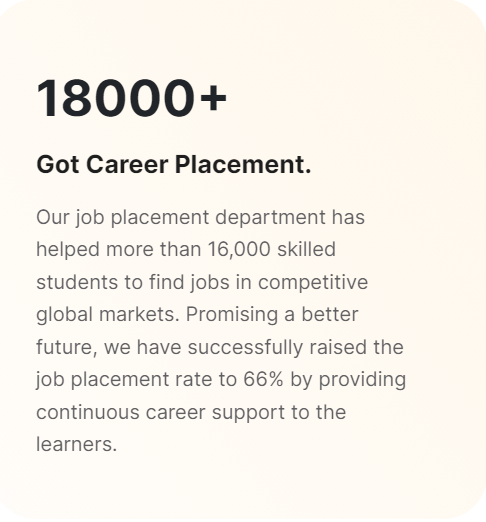 18000+
Got Career Placement.
Our job placement department has
helped more than 16,000 skilled
students to find jobs in competitive
global markets. Promising a better
future, we have successfully raised the
job placement rate to 66% by providing
continuous career support to the
learners.